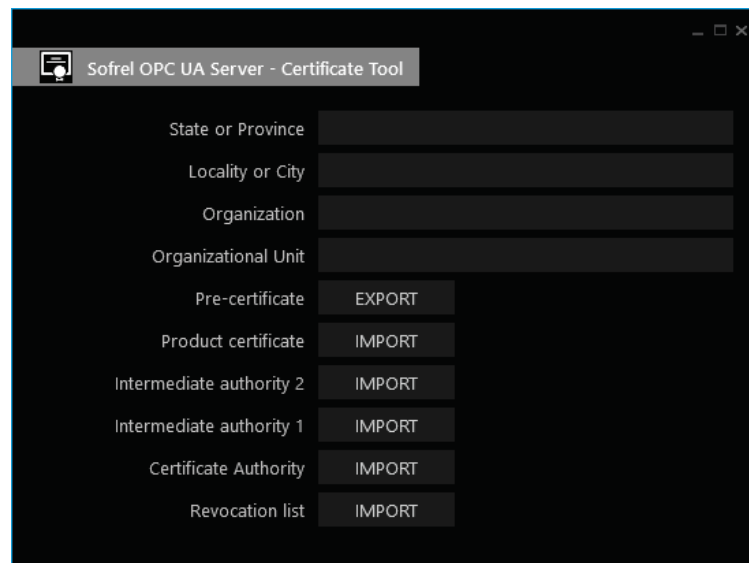 Sofrel OPC UA Server - Certificate Tool
State or Province
Locality or City
Organization
Organizational Unit
Pre-certificate EXPORT
Product certificate IMPORT
Intermediate authority 2 IMPORT
Intermediate authority 1 IMPORT
Certificate Authority IMPORT
Revocation list IMPORT